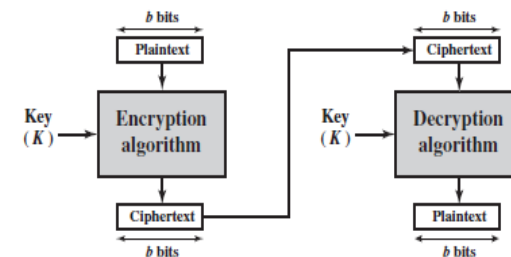 b bits
Plaintext
Key
(K)
Encryption
algorithm
Ciphertext
b bits
b bits
Ciphertext
Key
(K)
Decryption
algorithm
Plaintext
b bits